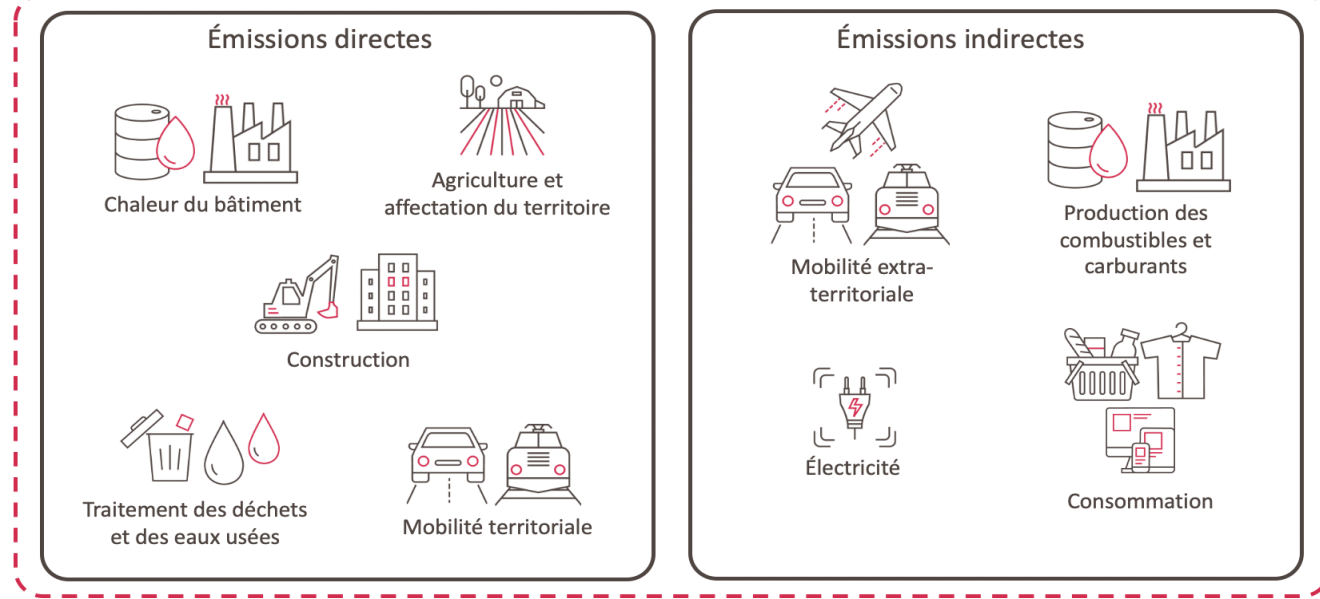 Émissions directes
Chaleur du bâtiment
Agriculture et
affectation du territoire
Construction
Traitement des déchets
et des eaux usées
Mobilité territoriale
Émissions indirectes
Mobilité extra-
territoriale
Production des
combustibles et
carburants
Électricité
Consommation